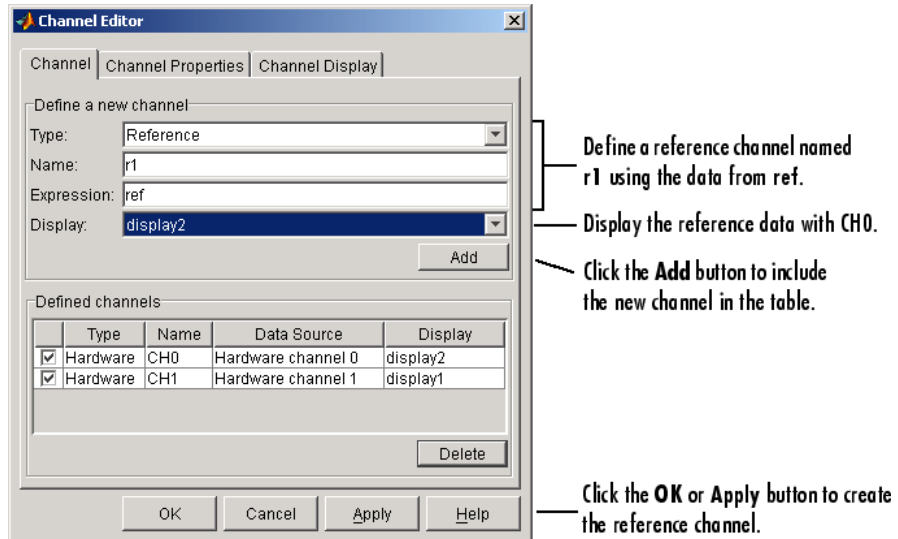 Channel Editor
Channel Channel Properties Channel Display
Define a new channel
Type: Reference
Name: r1
Expression: ref
Display: display2
Add
Define a reference channel named
r1 using the data from ref.
Display the reference data with CH0.
Click the Add button to include
the new channel in the table.
Defined channels
Type Name Data Source Display
Hardware CH0 Hardware channel 0 display2
Hardware CH1 Hardware channel 1 display1
Delete
OK Cancel Apply Help
Click the OK or Apply button to create
the reference channel.